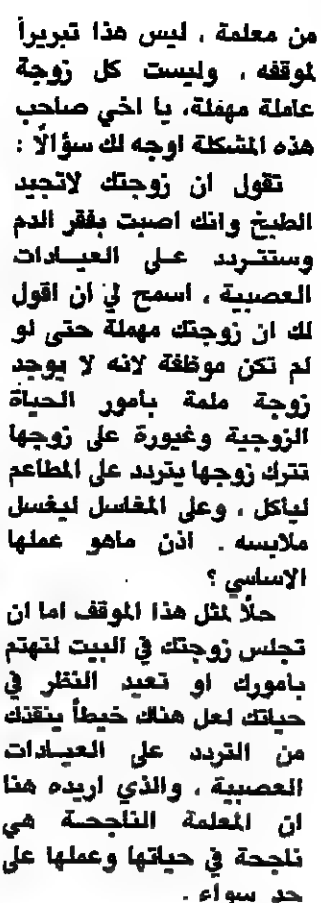 من معلمة ، ليس هذا تبريراً
لموقفه ، وليست كل زوجة
عاملة مهملة، يا اخي صاحب
هذه المشكلة اوجه لك سؤالًا :
تقول ان زوجتك لاتجيد
الطبخ وانك اصبت بفقر الدم
وستتردد على العيادات
العصبية ، اسمح لي ان اقول
لك ان زوجتك مهملة حتى لو
لم تكن موظفة لانه لا يوجد
زوجة ملمة بأمور الحياة
الزوجية وغيورة على زوجها
تترك زوجها يتردد على المطاعم
ليأكل ، وعلى المغاسل ليغسل
ملابسه . اذن ماهو عملها
الاساسي ؟
حلًا لمثل هذا الموقف اما ان
تجلس زوجتك في البيت لتهتم
بأمورك او تعيد النظر في
حياتك لعل هناك خيطاً ينقذك
من التردد على العيادات
العصبية ، والذي اريده هنا
ان المعلمة الناجحة هي
ناجحة في حياتها وعملها على
حد سواء .